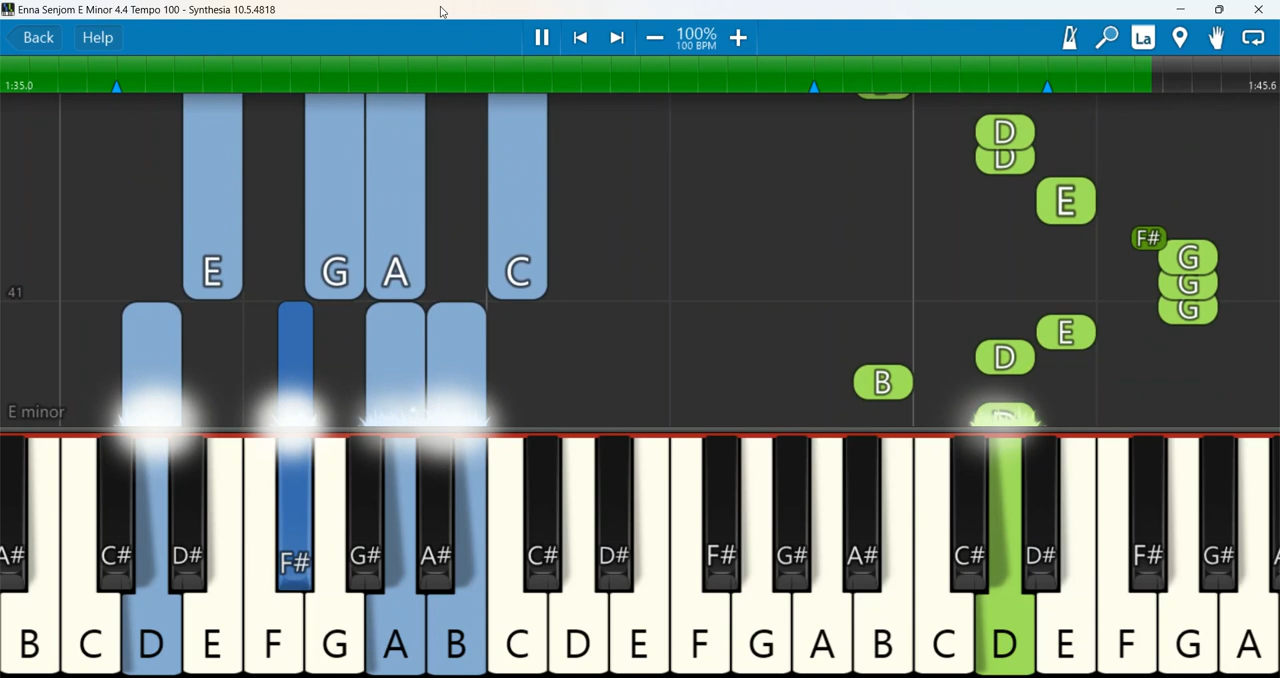 Enna Senjom E Minor 4.4 Tempo 100 - Synthesia 10.5.4818
Back Help 100% La
100 BPM
1:35.0 1:45.6
D
D
E
F#
G
E G A C G
41 G
E
D
B
E minor D
A# C# D# F# G# A# C# D# F# G# A# C# D# F# G#
B C D E F G A B C D E F G A B C D E F G A